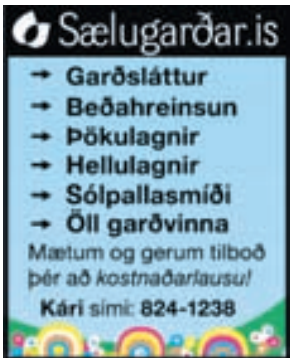 Sælugarðar.is
→ Garðsláttur
→ Beðahreinsun
→ Þökulagnir
→ Hellulagnir
→ Sólpallasmíði
→ Öll garðvinna
Mætum og gerum tilboð
þér að kostnaðarlausu!
Kári sími: 824-1238